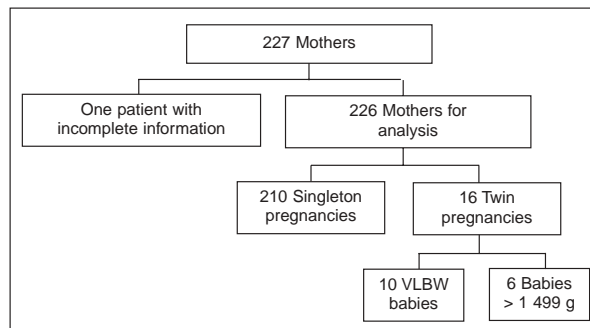 227 Mothers
One patient with
incomplete information
226 Mothers for
analysis
210 Singleton
pregnancies
16 Twin
pregnancies
10 VLBW
babies
6 Babies
> 1 499 g